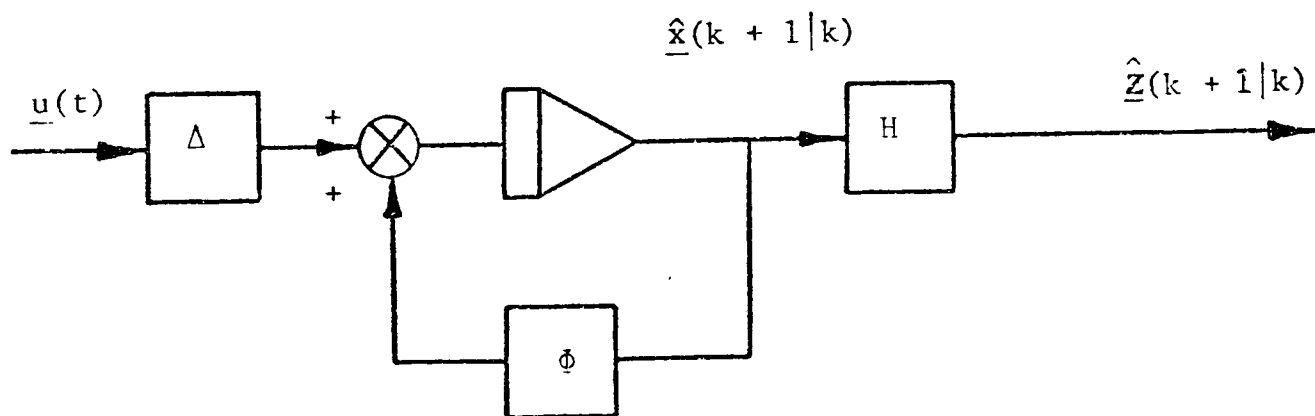 x̂(k + 1|k)
u(t)
ẑ(k + 1|k)
Δ
+
+
H
Φ